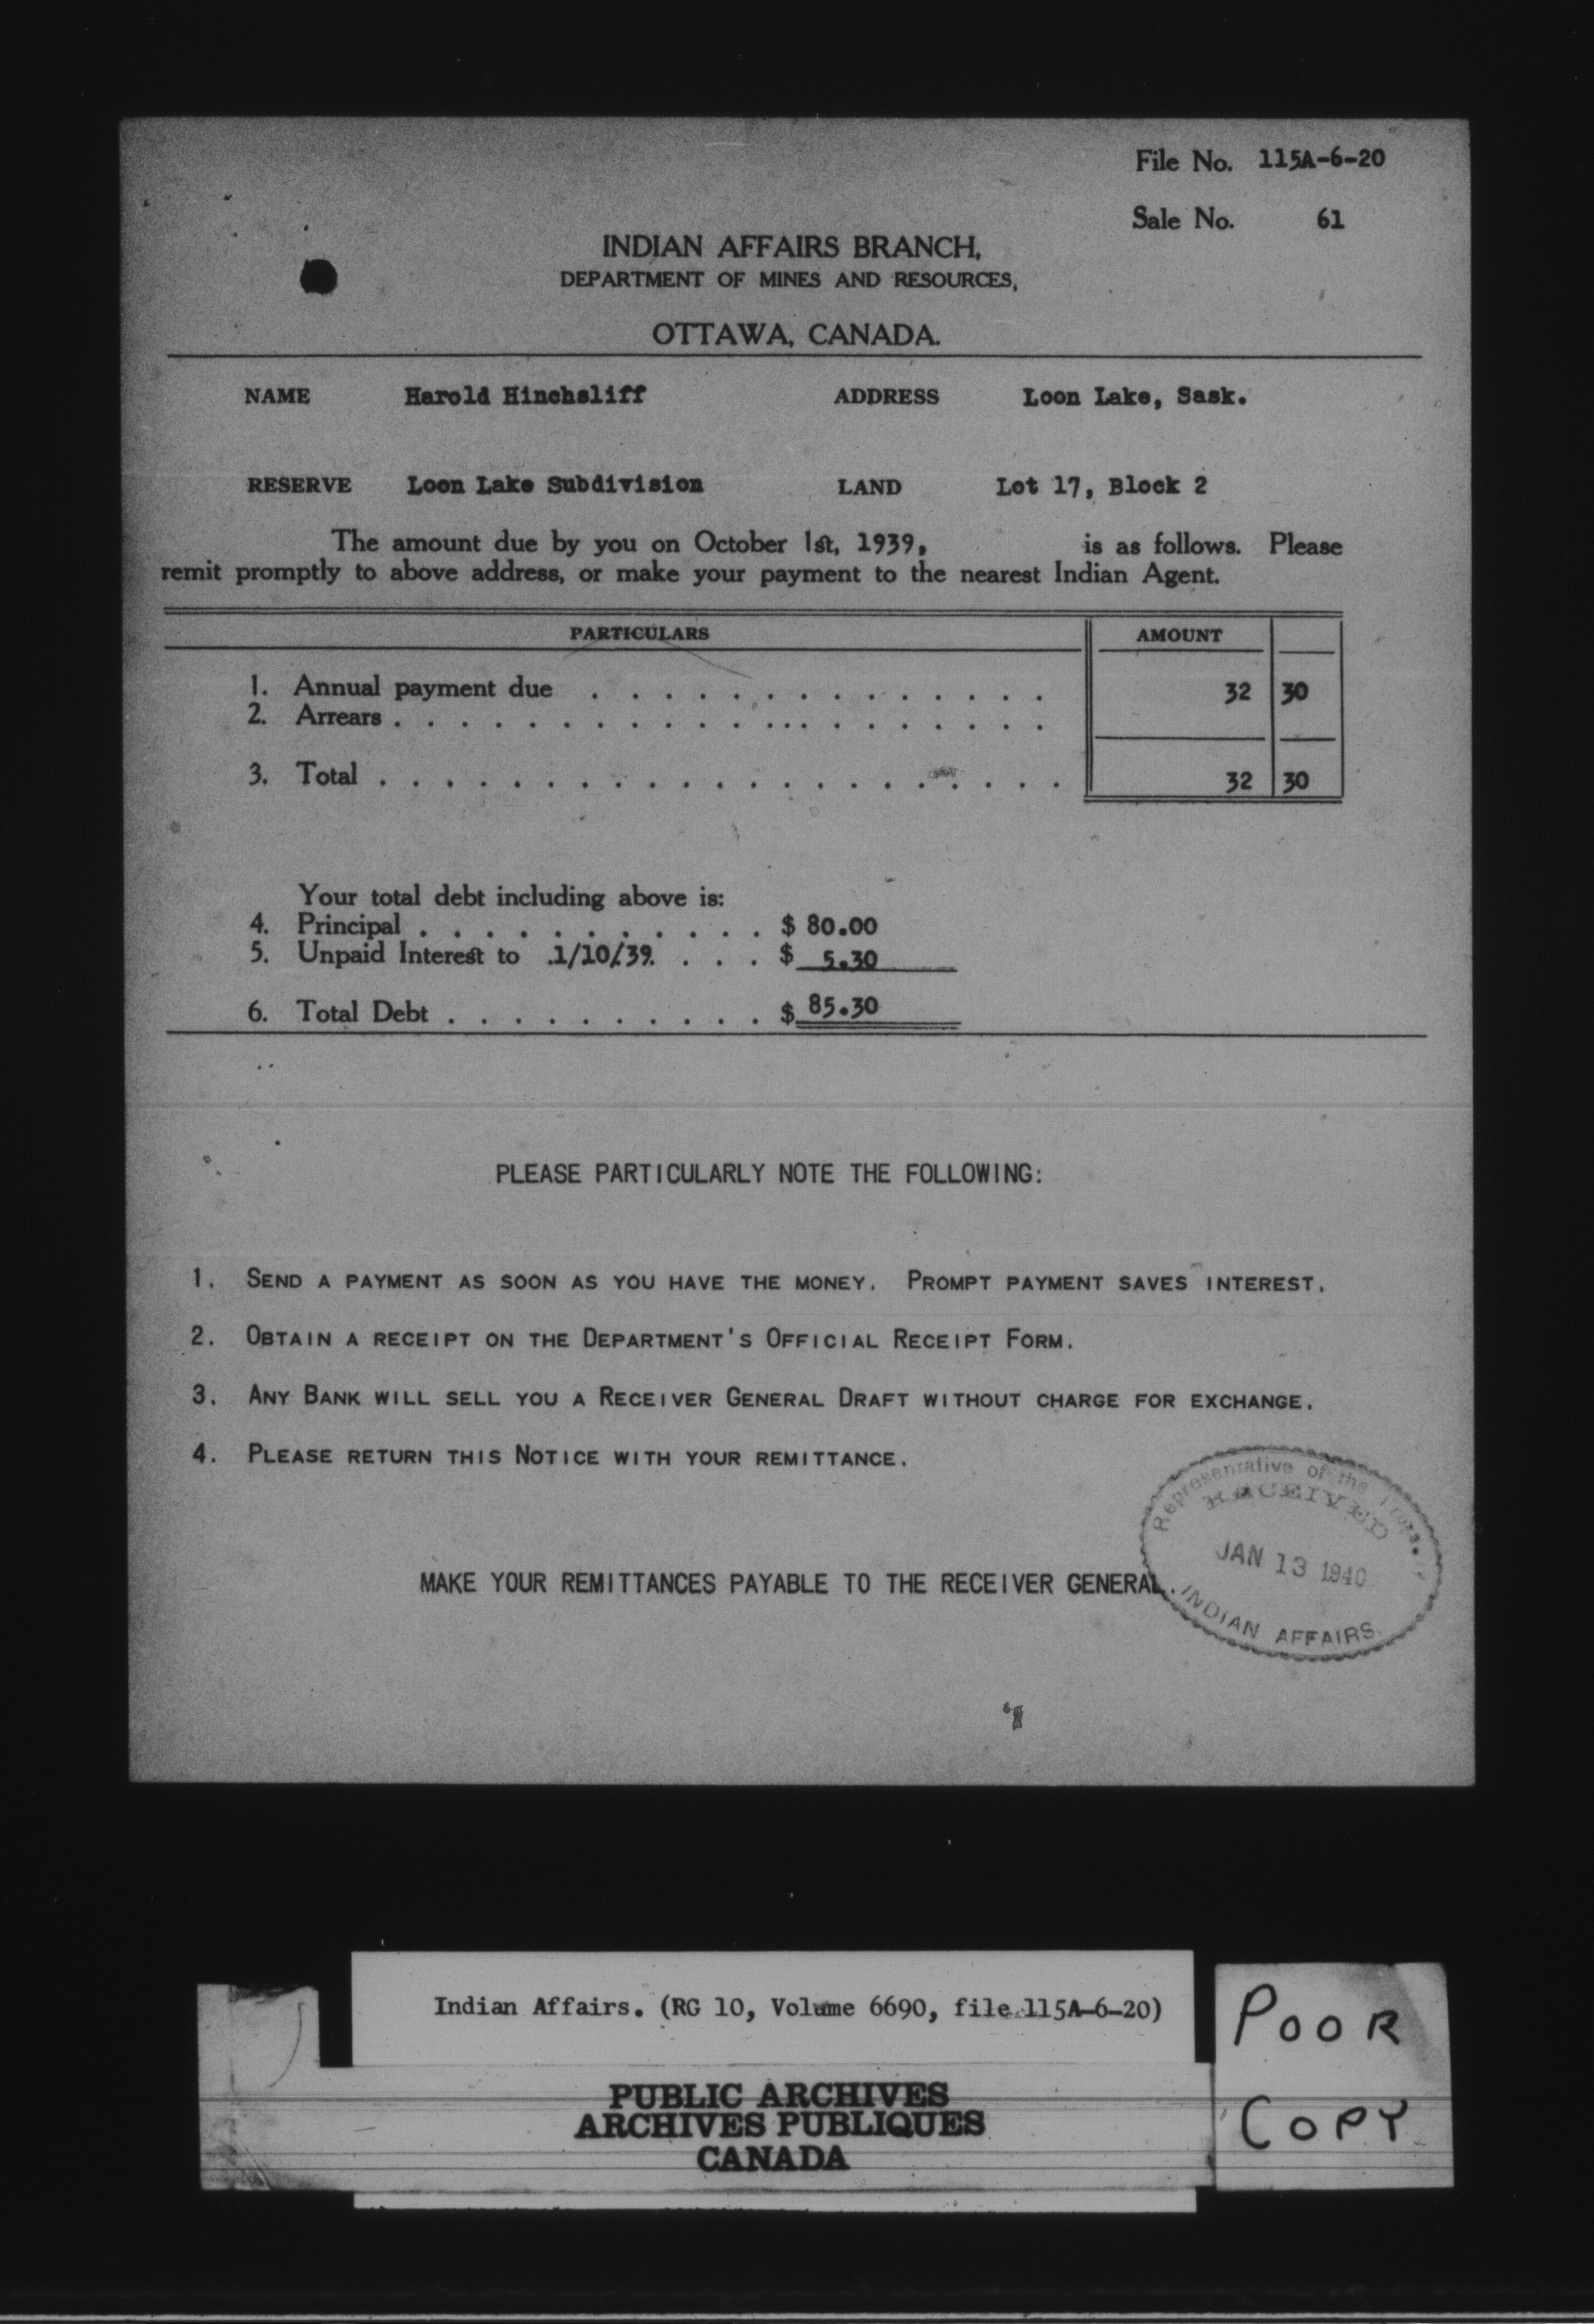 File No. 115A-6-20
Sale No. 61
INDIAN AFFAIRS BRANCH,
DEPARTMENT OF MINES AND RESOURCES,
OTTAWA, CANADA.
NAME Harold Hinchsliff ADDRESS Loon Lake, Sask.
RESERVE Loon Lake Subdivision LAND Lot 17, Block 2
The amount due by you on October 1st, 1939, is as follows. Please
remit promptly to above address, or make your payment to the nearest Indian Agent.
PARTICULARS AMOUNT
1. Annual payment due . . . . . . . . . . . . . . 32 30
2. Arrears . . . . . . . . . . . . . . . . . . . .
3. Total . . . . . . . . . . . . . . . . . . . . . 32 30
Your total debt including above is:
4. Principal . . . . . . . . . . . $ 80.00
5. Unpaid Interest to 1/10/39. . . . $ 5.30
6. Total Debt . . . . . . . . . . $ 85.30
PLEASE PARTICULARLY NOTE THE FOLLOWING:
1. SEND A PAYMENT AS SOON AS YOU HAVE THE MONEY. PROMPT PAYMENT SAVES INTEREST.
2. OBTAIN A RECEIPT ON THE DEPARTMENT'S OFFICIAL RECEIPT FORM.
3. ANY BANK WILL SELL YOU A RECEIVER GENERAL DRAFT WITHOUT CHARGE FOR EXCHANGE.
4. PLEASE RETURN THIS NOTICE WITH YOUR REMITTANCE.
MAKE YOUR REMITTANCES PAYABLE TO THE RECEIVER GENERAL.
Representative of the Treas.
RECEIVED
JAN 13 1940
INDIAN AFFAIRS.
Indian Affairs. (RG 10, Volume 6690, file 115A-6-20)
PUBLIC ARCHIVES
ARCHIVES PUBLIQUES
CANADA
POOR
COPY